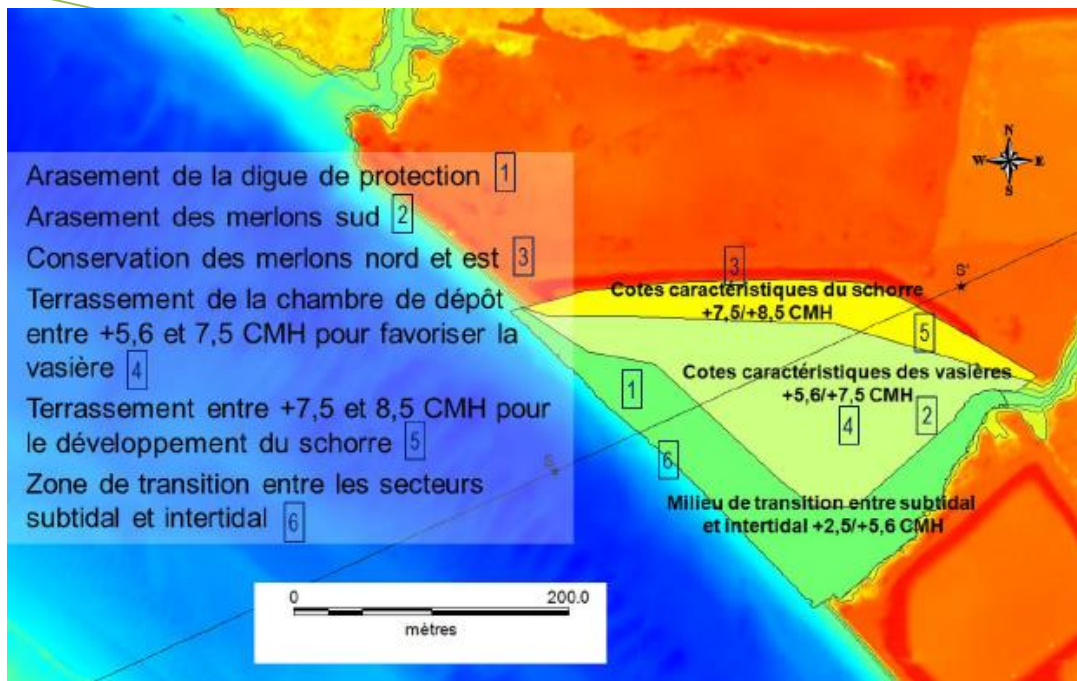 Arasement de la digue de protection 1
Arasement des merlons sud 2
Conservation des merlons nord et est 3
Terrassement de la chambre de dépôt
entre +5,6 et 7,5 CMH pour favoriser la
vasière 4
Terrassement entre +7,5 et 8,5 CMH pour
le développement du schorre 5
Zone de transition entre les secteurs
subtidal et intertidal 6
N
W E
S
S'
3
Cotes caractéristiques du schorre
+7,5/+8,5 CMH
5
1
Cotes caractéristiques des vasières
+5,6/+7,5 CMH
2
4
6
S
Milieu de transition entre subtidal
et intertidal +2,5/+5,6 CMH
0 200.0
mètres